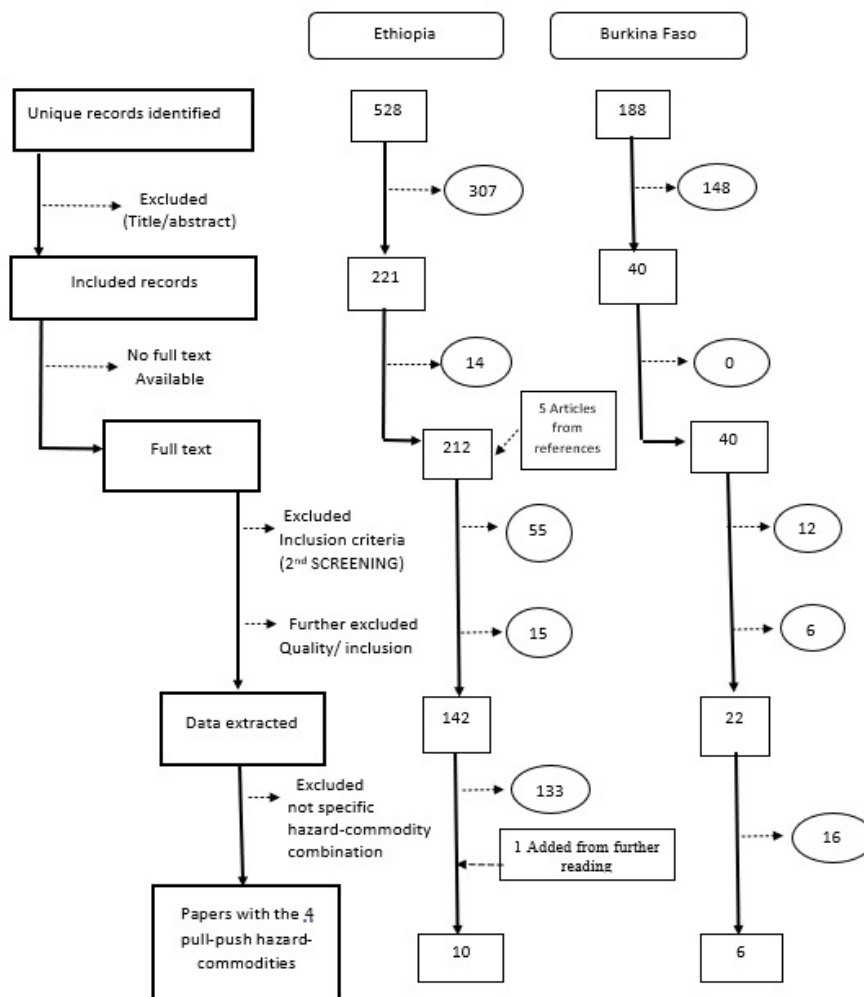 Ethiopia
Burkina Faso
Unique records identified
528
188
Excluded
(Title/abstract)
307
148
Included records
221
40
No full text
Available
14
0
5 Articles
from
references
Full text
212
40
Excluded
Inclusion criteria
(2nd SCREENING)
55
12
Further excluded
Quality/ inclusion
15
6
Data extracted
142
22
Excluded
not specific
hazard-commodity
combination
133
16
1 Added from further
reading
Papers with the 4
pull-push hazard-
commodities
10
6